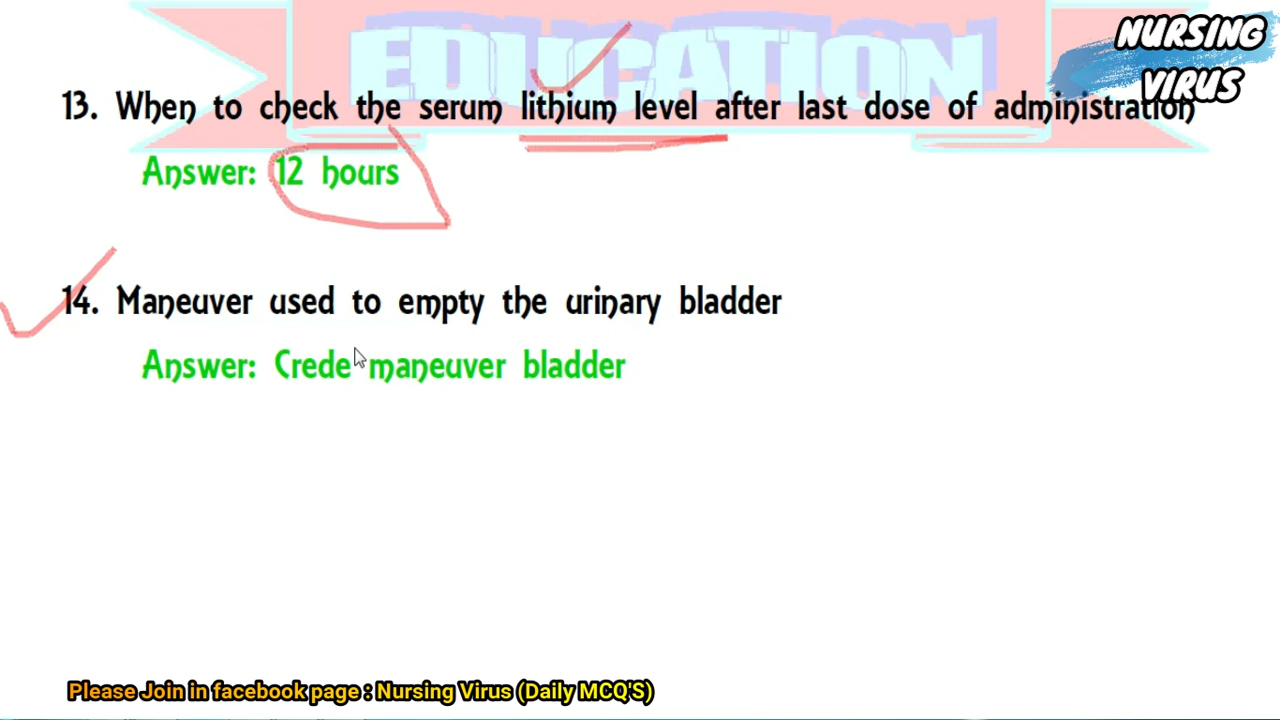 EDUCATION
NURSING
VIRUS
13. When to check the serum lithium level after last dose of administration
Answer: 12 hours
14. Maneuver used to empty the urinary bladder
Answer: Crede maneuver bladder
Please Join in facebook page : Nursing Virus (Daily MCQ'S)